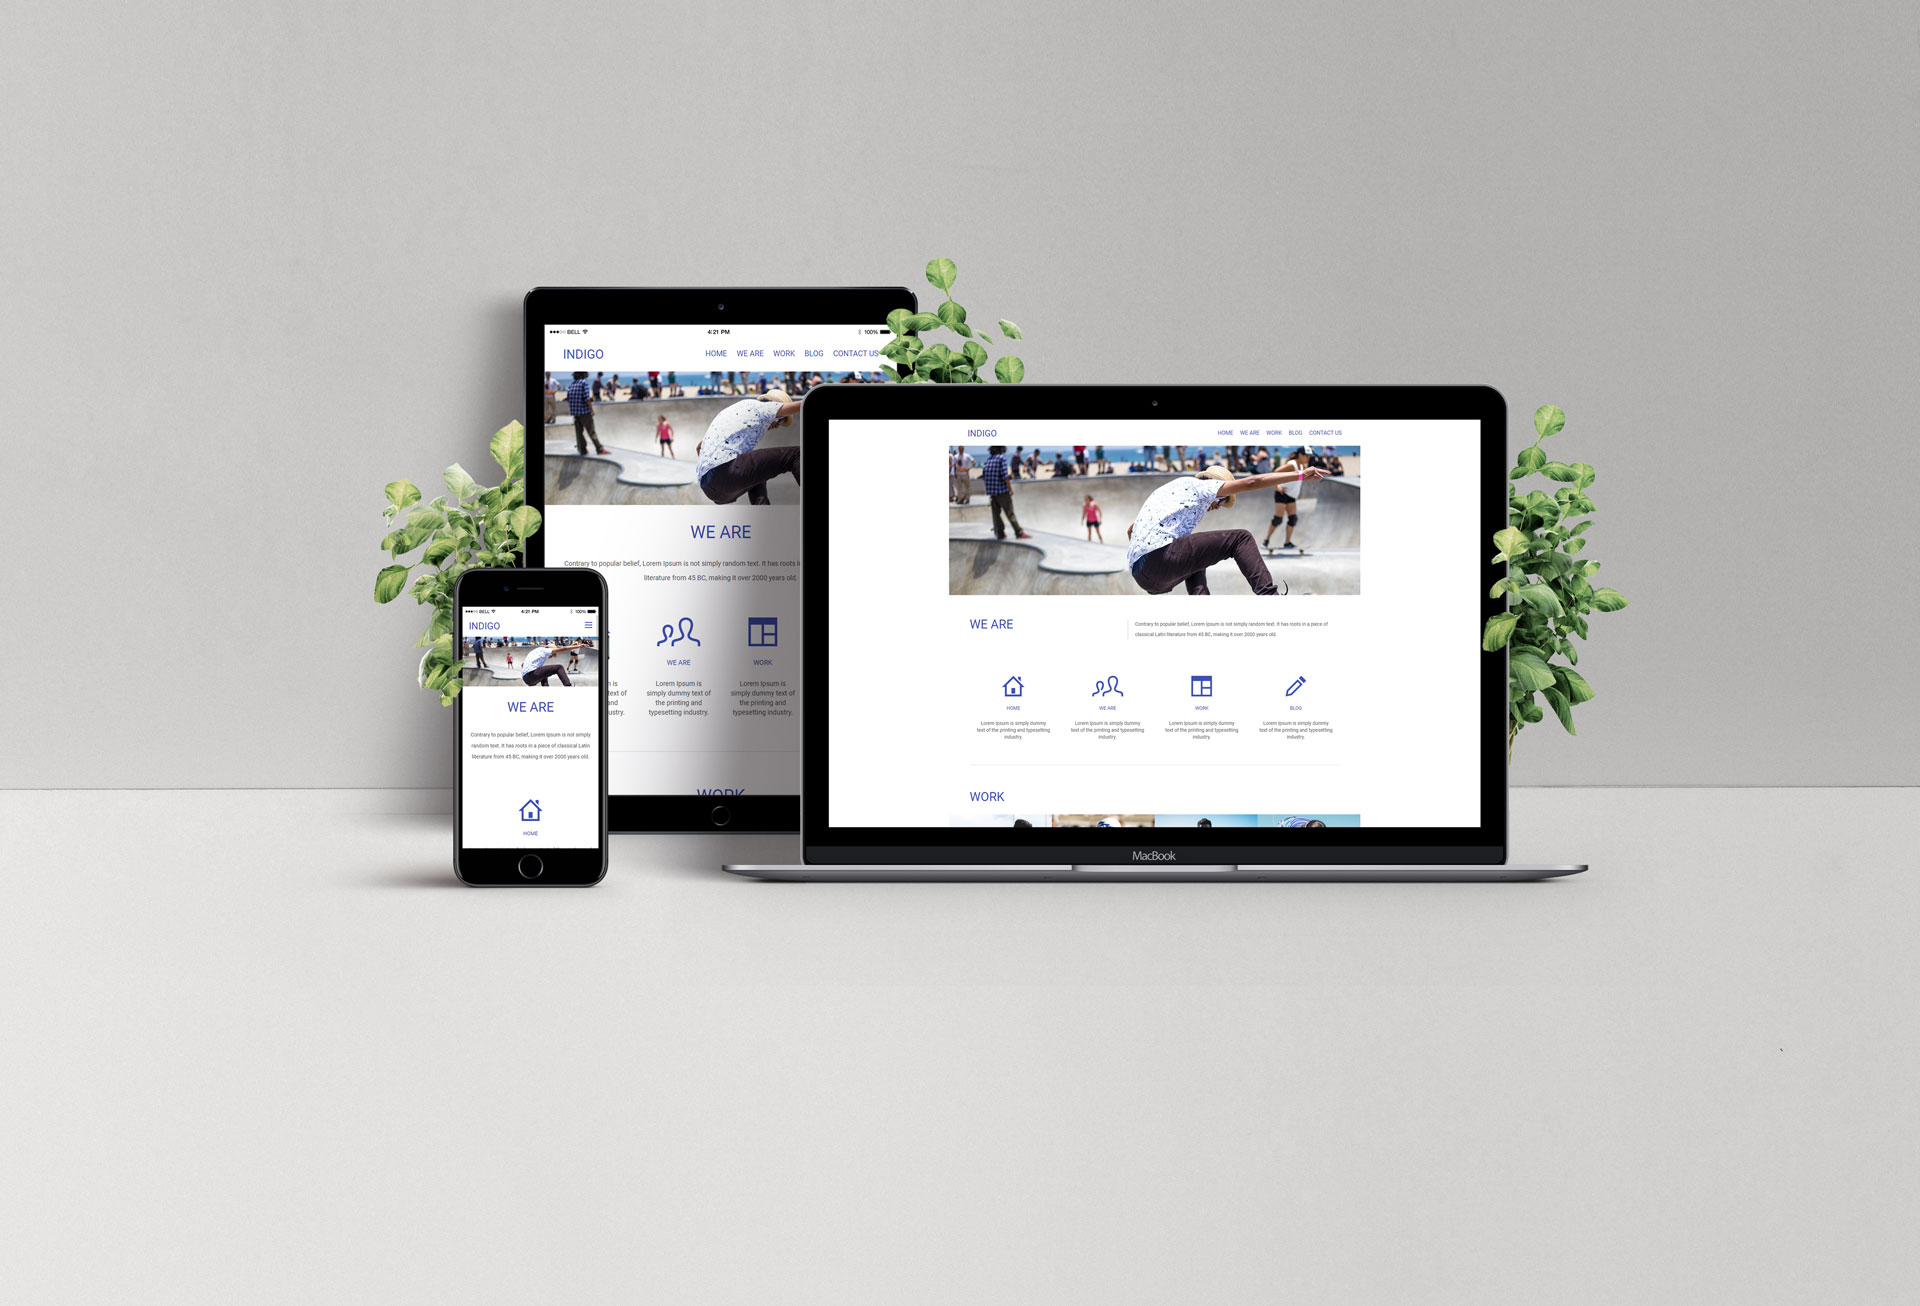 BELL 4:21 PM 100%
INDIGO HOME WE ARE WORK BLOG CONTACT US
WE ARE
Contrary to popular belief, Lorem Ipsum is not simply random text. It has roots
literature from 45 BC, making it over 2000 years old.
WE ARE WORK
m is Lorem Ipsum is Lorem Ipsum is
text of simply dummy text of simply dummy text of
and the printing and the printing and
ustry. typesetting industry. typesetting industry.
WORK
BELL 4:21 PM 100%
INDIGO
WE ARE
Contrary to popular belief, Lorem Ipsum is not simply
random text. It has roots in a piece of classical Latin
literature from 45 BC, making it over 2000 years old.
HOME
INDIGO HOME WE ARE WORK BLOG CONTACT US
WE ARE
Contrary to popular belief, Lorem Ipsum is not simply random text. It has roots in a piece of
classical Latin literature from 45 BC, making it over 2000 years old.
HOME WE ARE WORK BLOG
Lorem Ipsum is simply dummy Lorem Ipsum is simply dummy Lorem Ipsum is simply dummy Lorem Ipsum is simply dummy
text of the printing and typesetting text of the printing and typesetting text of the printing and typesetting text of the printing and typesetting
industry. industry. industry. industry.
WORK
MacBook